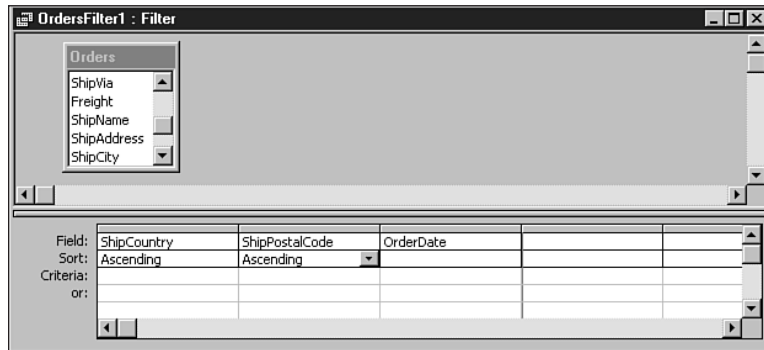 OrdersFilter1 : Filter
Orders
ShipVia
Freight
ShipName
ShipAddress
ShipCity
Field: ShipCountry ShipPostalCode OrderDate
Sort: Ascending Ascending
Criteria:
or: